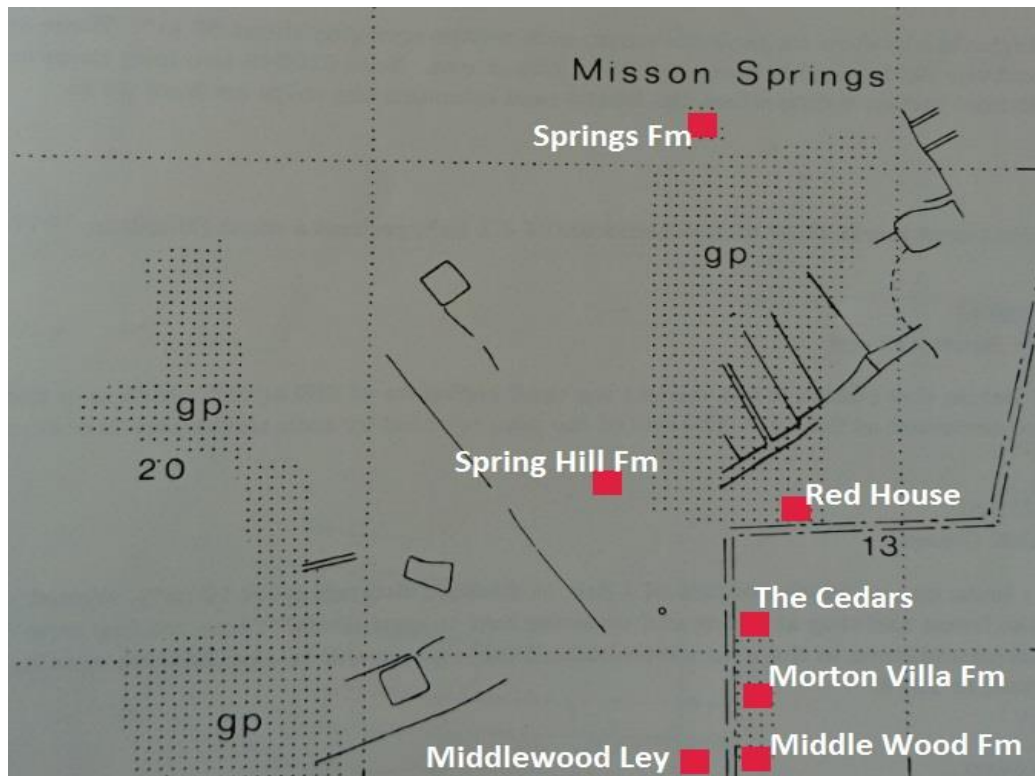 Misson Springs
Springs Fm
gp
gp
20
Spring Hill Fm
Red House
13
The Cedars
Morton Villa Fm
gp
Middlewood Ley
Middle Wood Fm